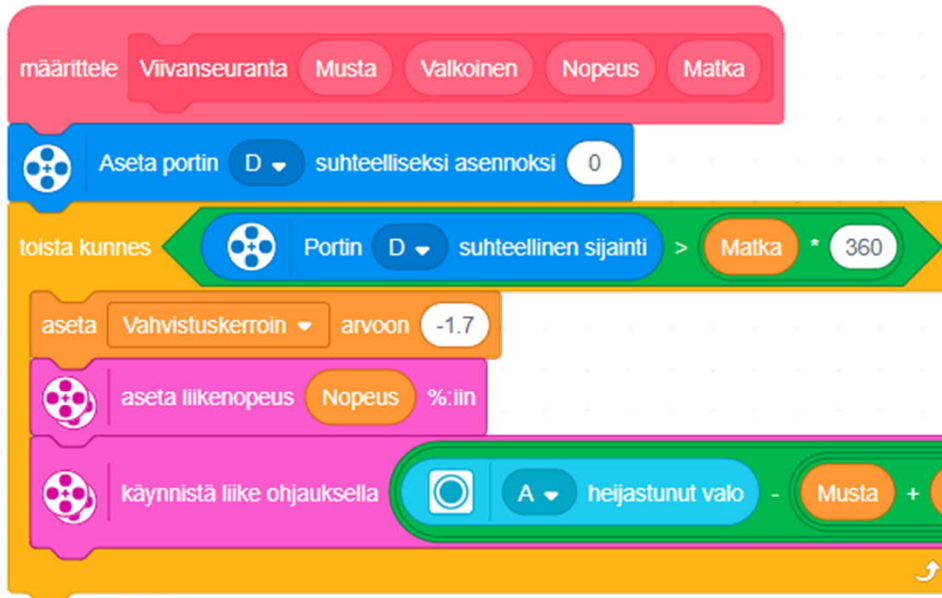 määrittele Viivanseuranta Musta Valkoinen Nopeus Matka
Aseta portin D suhteelliseksi asennoksi 0
toista kunnes Portin D suhteellinen sijainti > Matka * 360
aseta Vahvistuskerroin arvoon -1.7
aseta liikenopeus Nopeus %:iin
käynnistä liike ohjauksella A heijastunut valo - Musta +